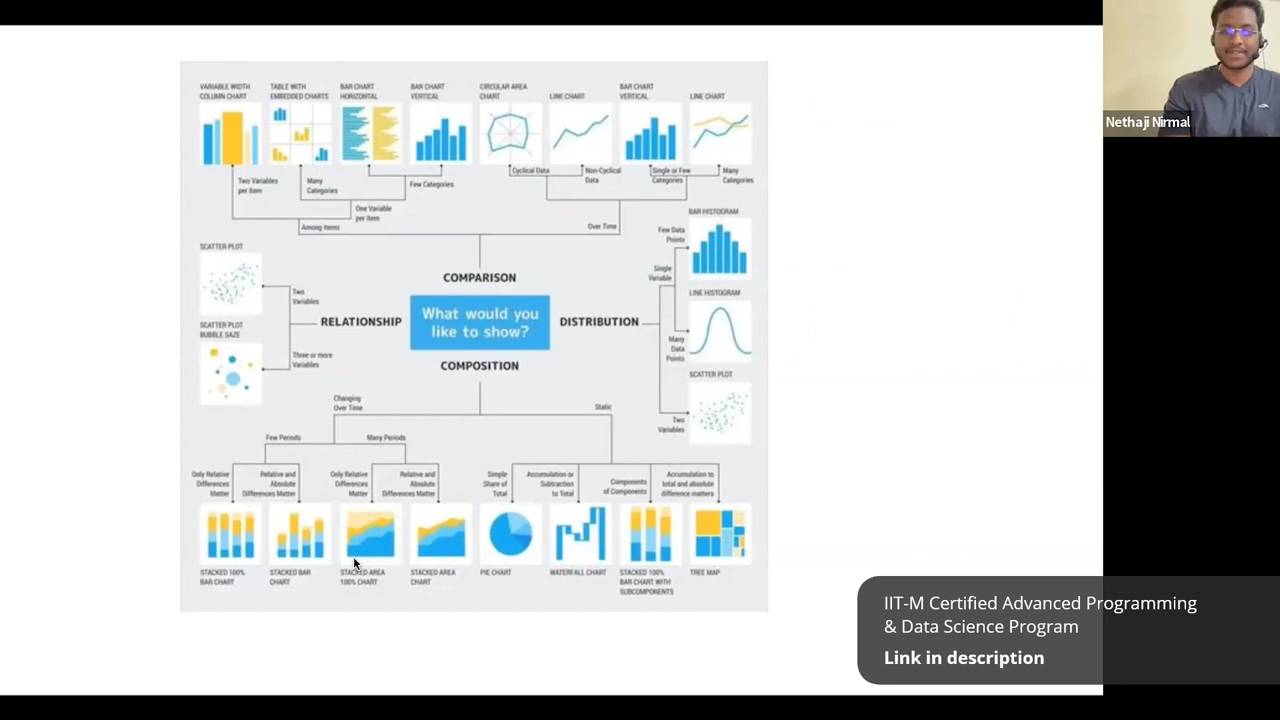 Nethaji Nirmal
VARIABLE WIDTH
COLUMN CHART
TABLE WITH
EMBEDDED CHARTS
BAR CHART
HORIZONTAL
BAR CHART
VERTICAL
CIRCULAR AREA
CHART
LINE CHART
BAR CHART
VERTICAL
LINE CHART
Two Variables
per Item
Many
Categories
Few Categories
One Variable
per Item
Among Items
Cyclical Data
Non-Cyclical
Data
Single or Few
Categories
Many
Categories
Over Time
COMPARISON
SCATTER PLOT
Two
Variables
SCATTER PLOT
BUBBLE SAZE
Three or more
Variables
RELATIONSHIP
What would you
like to show?
DISTRIBUTION
BAR HISTOGRAM
Few Data
Points
Single
Variable
LINE HISTOGRAM
Many
Data
Points
SCATTER PLOT
Two
Variables
COMPOSITION
Changing
Over Time
Static
Few Periods
Many Periods
Only Relative
Differences
Matter
Relative and
Absolute
Differences Matter
Only Relative
Differences
Matter
Relative and
Absolute
Differences Matter
Simple
Share of
Total
Accumulation or
Subtraction
to Total
Components
of Components
Accumulation to
total and absolute
difference matters
STACKED 100%
BAR CHART
STACKED BAR
CHART
STACKED AREA
100% CHART
STACKED AREA
CHART
PIE CHART
WATERFALL CHART
STACKED 100%
BAR CHART WITH
SUBCOMPONENTS
TREE MAP
IIT-M Certified Advanced Programming
& Data Science Program
Link in description